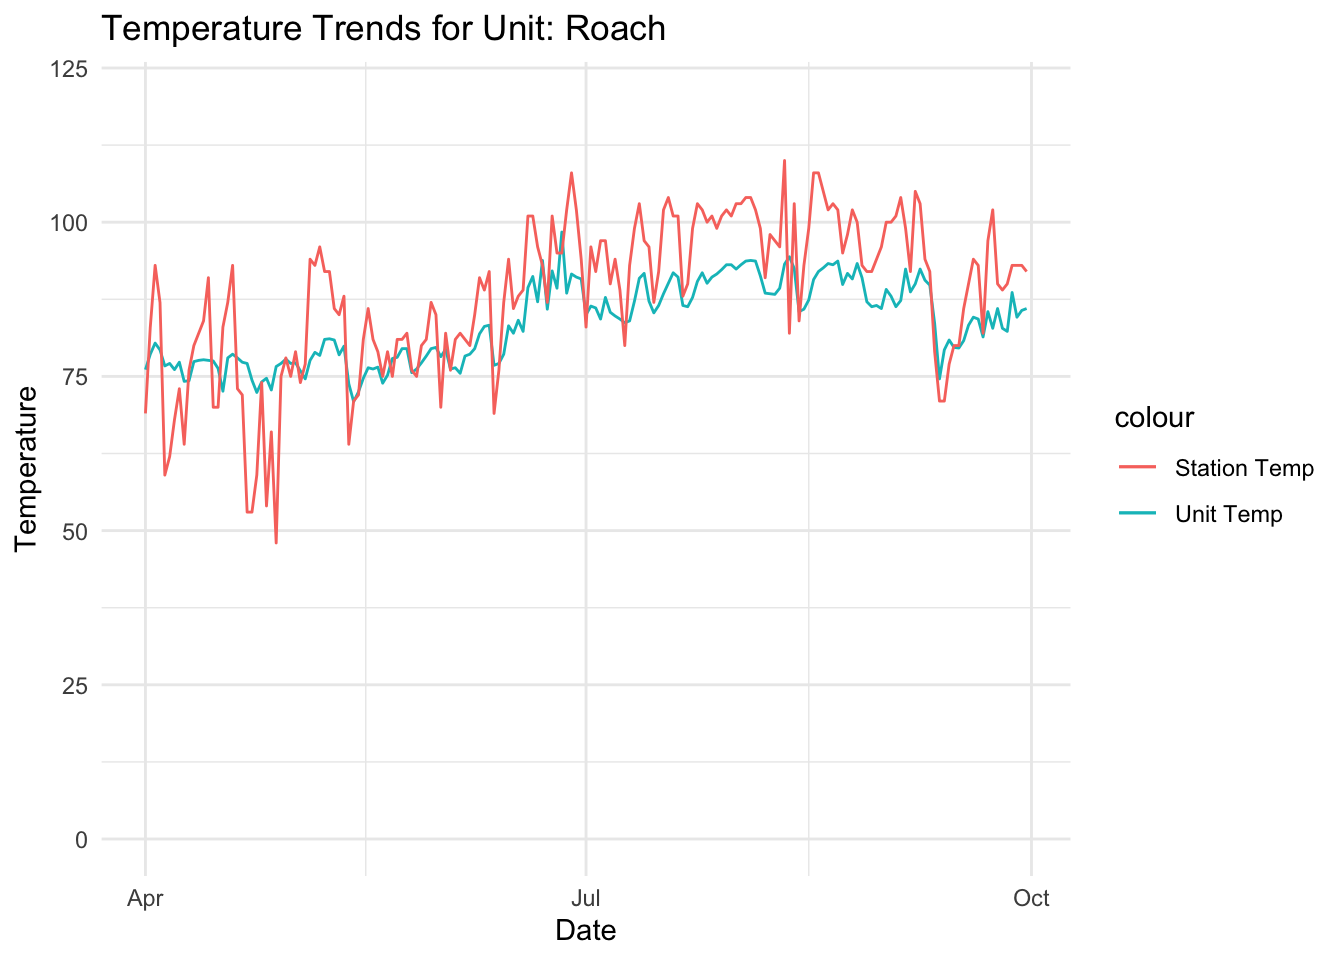 Temperature Trends for Unit: Roach
125
100
75
50
25
0
Temperature
Apr
Jul
Oct
Date
colour
Station Temp
Unit Temp